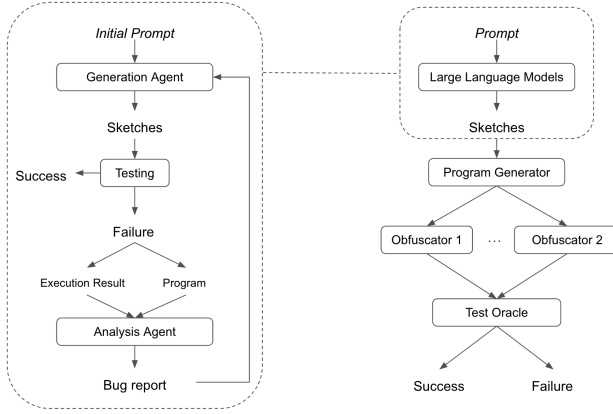 Initial Prompt
Generation Agent
Sketches
Success
Testing
Failure
Execution Result
Program
Analysis Agent
Bug report
Prompt
Large Language Models
Sketches
Program Generator
Obfuscator 1
...
Obfuscator 2
Test Oracle
Success
Failure